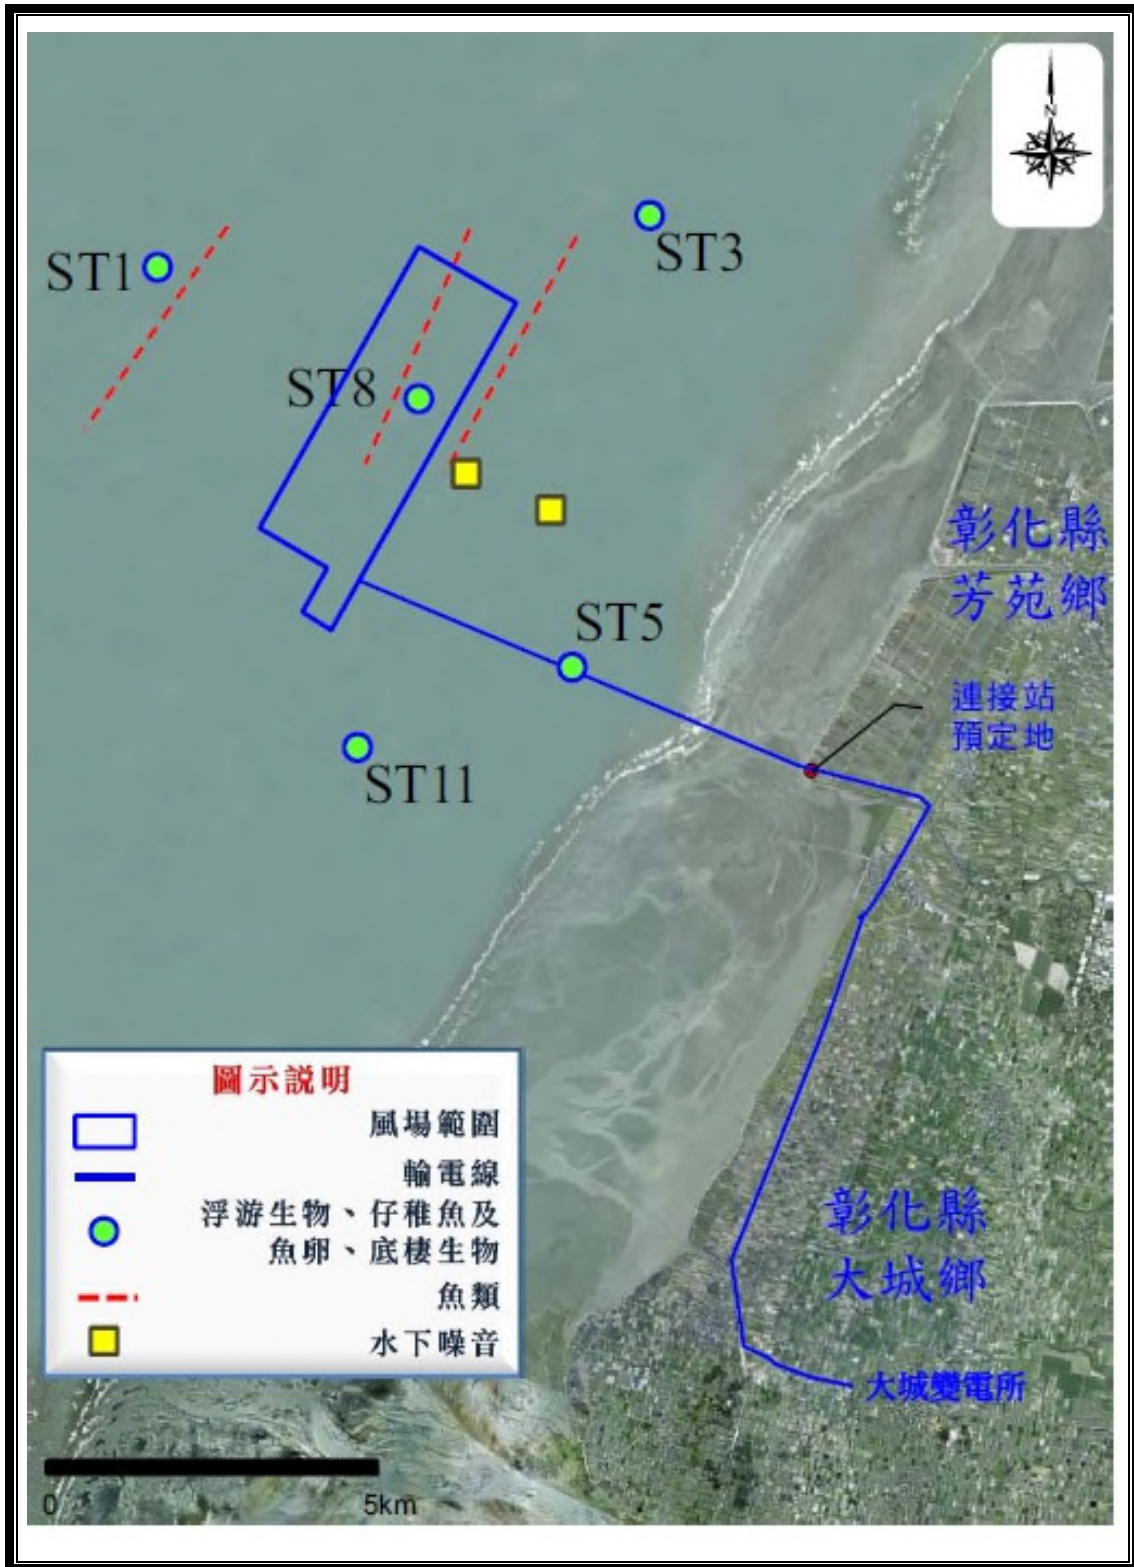 N
ST3
ST1
ST8
彰化縣
芳苑鄉
ST5
連接站
預定地
ST11
圖示説明
風場範圍
輸電線
浮游生物、仔稚魚及
魚卵、底棲生物
魚類
水下噪音
彰化縣
大城鄉
大城變電所
0
5km